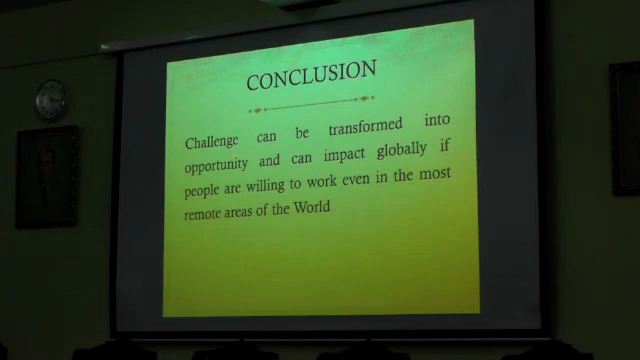 CONCLUSION
Challenge can be transformed into
opportunity and can impact globally if
people are willing to work even in the most
remote areas of the World